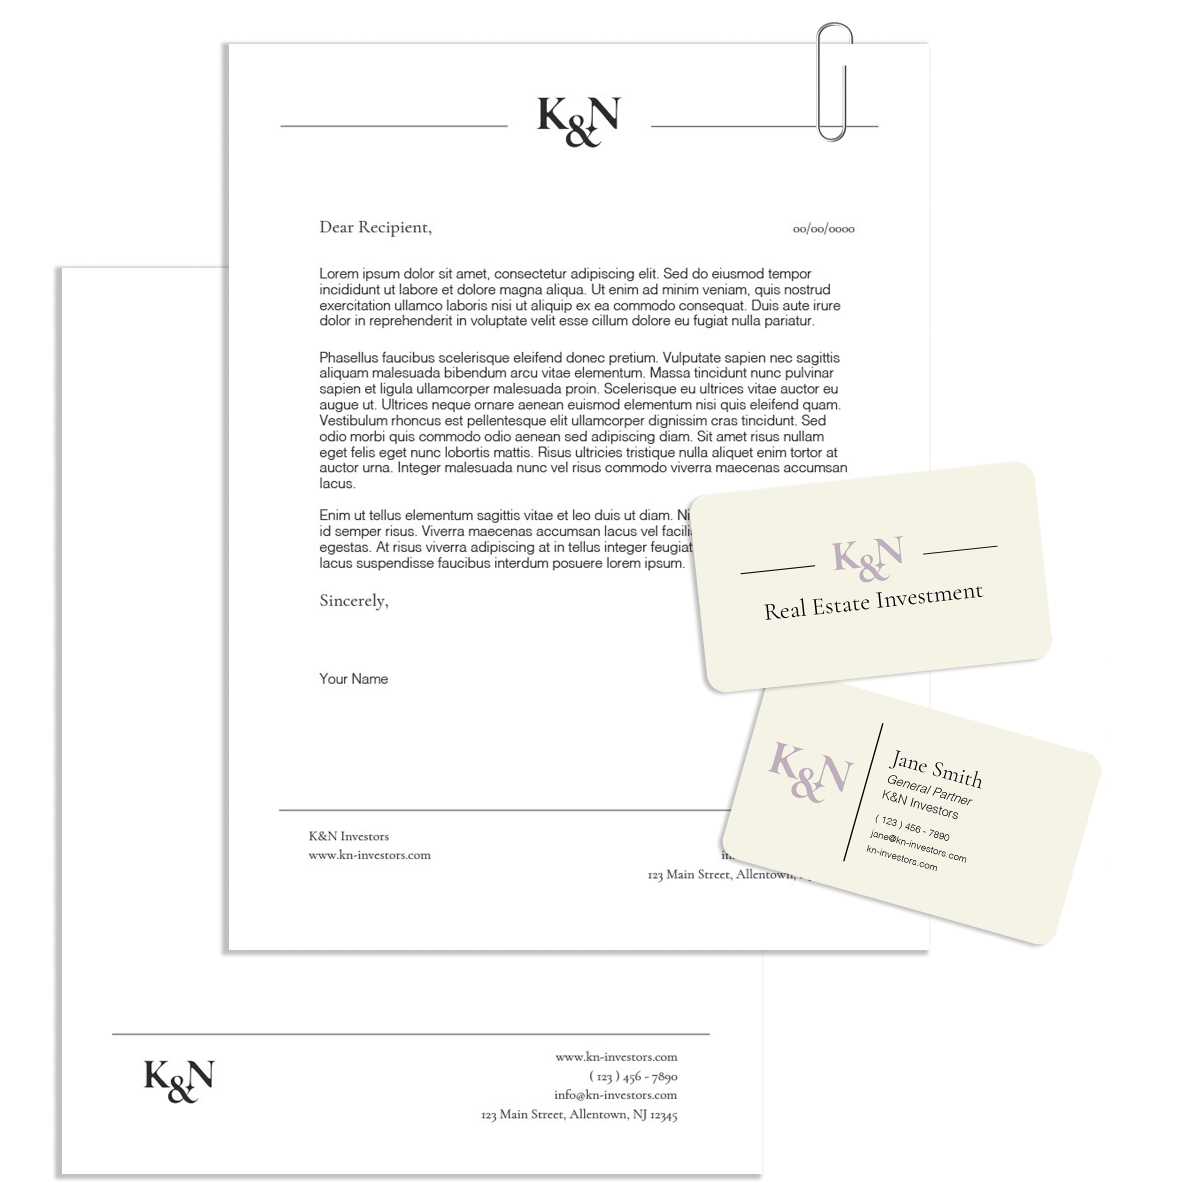 K&N
Dear Recipient,
00/00/0000
Lorem ipsum dolor sit amet, consectetur adipiscing elit. Sed do eiusmod tempor
incididunt ut labore et dolore magna aliqua. Ut enim ad minim veniam, quis nostrud
exercitation ullamco laboris nisi ut aliquip ex ea commodo consequat. Duis aute irure
dolor in reprehenderit in voluptate velit esse cillum dolore eu fugiat nulla pariatur.
Phasellus faucibus scelerisque eleifend donec pretium. Vulputate sapien nec sagittis
aliquam malesuada bibendum arcu vitae elementum. Massa tincidunt nunc pulvinar
sapien et ligula ullamcorper malesuada proin. Scelerisque eu ultrices vitae auctor eu
augue ut. Ultrices neque ornare aenean euismod elementum nisi quis eleifend quam.
Vestibulum rhoncus est pellentesque elit ullamcorper dignissim cras tincidunt. Sed
odio morbi quis commodo odio aenean sed adipiscing diam. Sit amet risus nullam
eget felis eget nunc lobortis mattis. Risus ultricies tristique nulla aliquet enim tortor at
auctor urna. Integer malesuada nunc vel risus commodo viverra maecenas accumsan
lacus.
Enim ut tellus elementum sagittis vitae et leo duis ut diam.
id semper risus. Viverra maecenas accumsan lacus vel
egestas. At risus viverra adipiscing at in tellus integer feugiat
lacus suspendisse faucibus interdum posuere lorem ipsum.
Sincerely,
Your Name
K&N Investors
www.kn-investors.com
123 Main Street, Allentown,
K&N
Real Estate Investment
K&N
Jane Smith
General Partner
K&N Investors
( 123 ) 456 - 7890
jane@kn-investors.com
kn-investors.com
K&N
www.kn-investors.com
( 123 ) 456 - 7890
info@kn-investors.com
123 Main Street, Allentown, NJ 12345